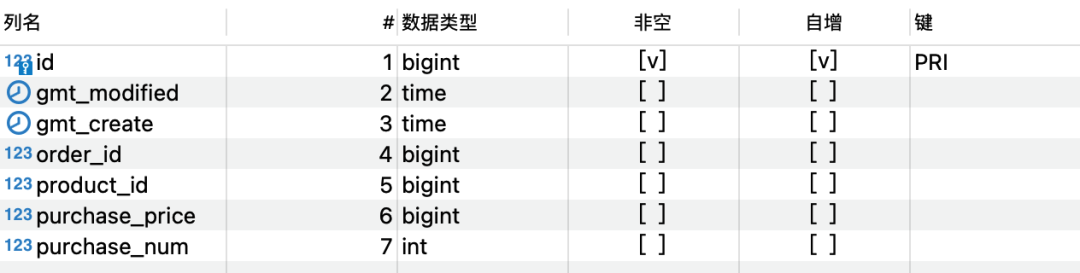 列名 # 数据类型 非空 自增 键
123 id 1 bigint [v] [v] PRI
gmt_modified 2 time [ ] [ ]
gmt_create 3 time [ ] [ ]
123 order_id 4 bigint [ ] [ ]
123 product_id 5 bigint [ ] [ ]
123 purchase_price 6 bigint [ ] [ ]
123 purchase_num 7 int [ ] [ ]